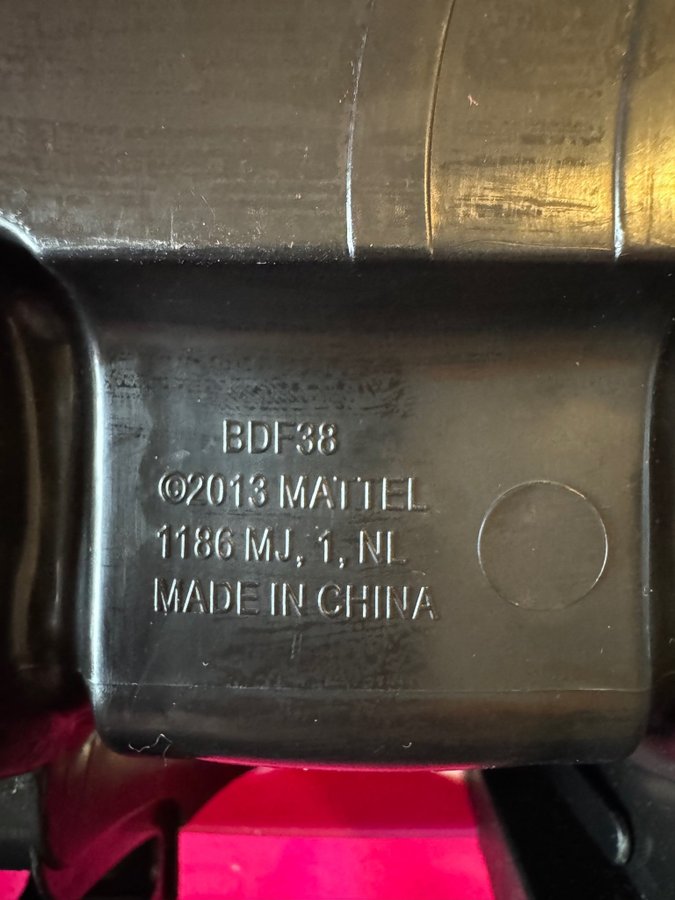 BDF38
©2013 MATTEL
1186 MJ, 1, NL
MADE IN CHINA